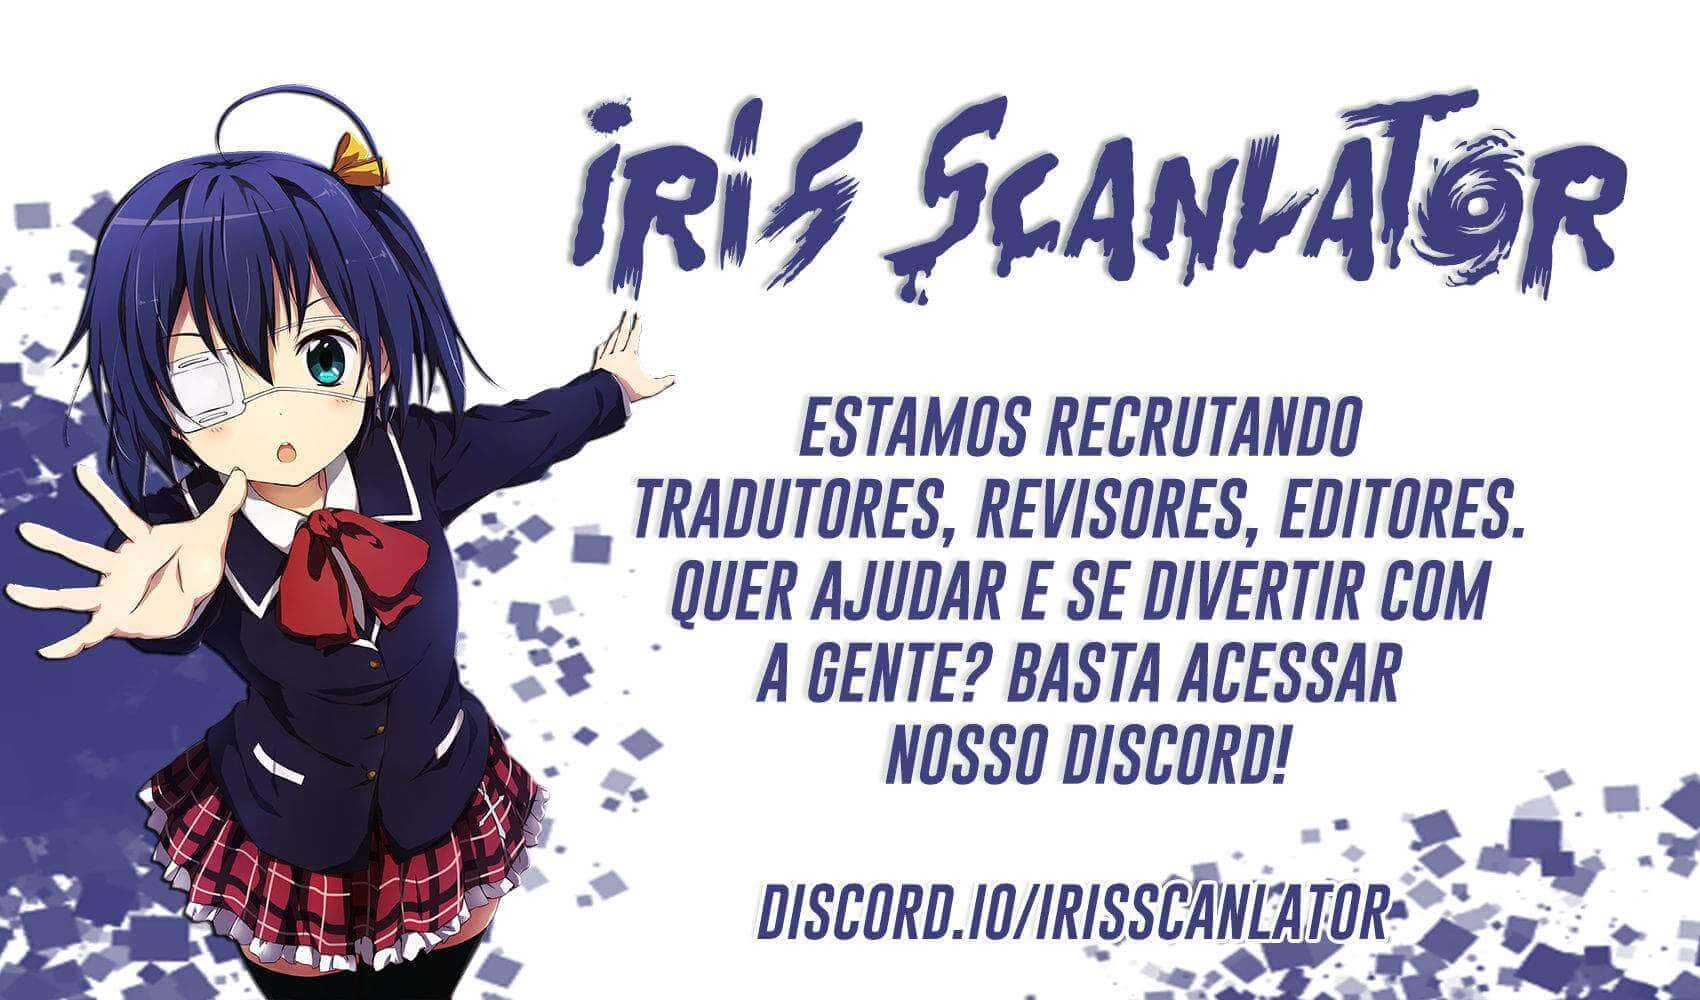 IRIS SCANLATOR
ESTAMOS RECRUTANDO
TRADUTORES, REVISORES, EDITORES.
QUER AJUDAR E SE DIVERTIR COM
A GENTE? BASTA ACESSAR
NOSSO DISCORD!
DISCORD.IO/IRISSCANLATOR